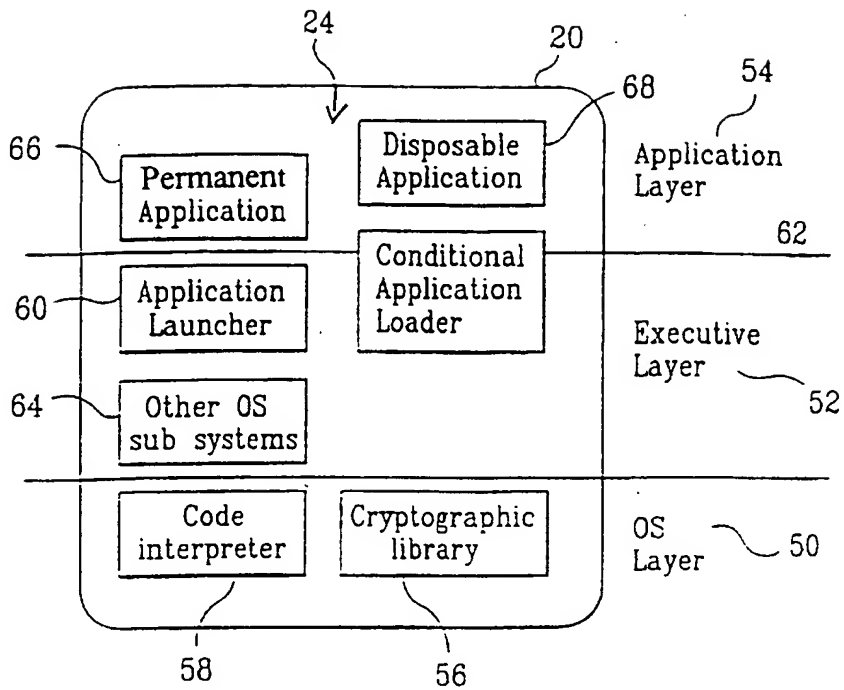 24
20
68
54
66
Permanent
Application
Disposable
Application
Application
Layer
62
60
Application
Launcher
Conditional
Application
Loader
Executive
Layer
52
64
Other OS
sub systems
Code
interpreter
Cryptographic
library
OS
Layer
50
58
56